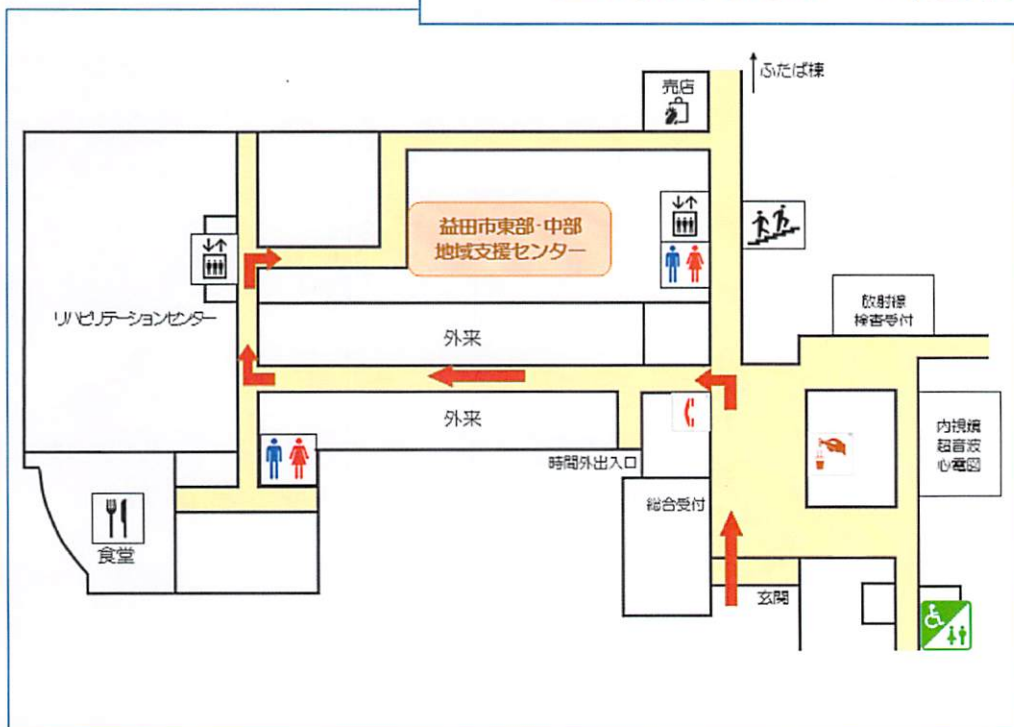 ふたば棟
売店
益田市東部・中部
地域支援センター
放射線
検査受付
リハビリテーションセンター
外来
外来
内視鏡
超音波
心電図
時間外出入口
総合受付
食堂
玄関